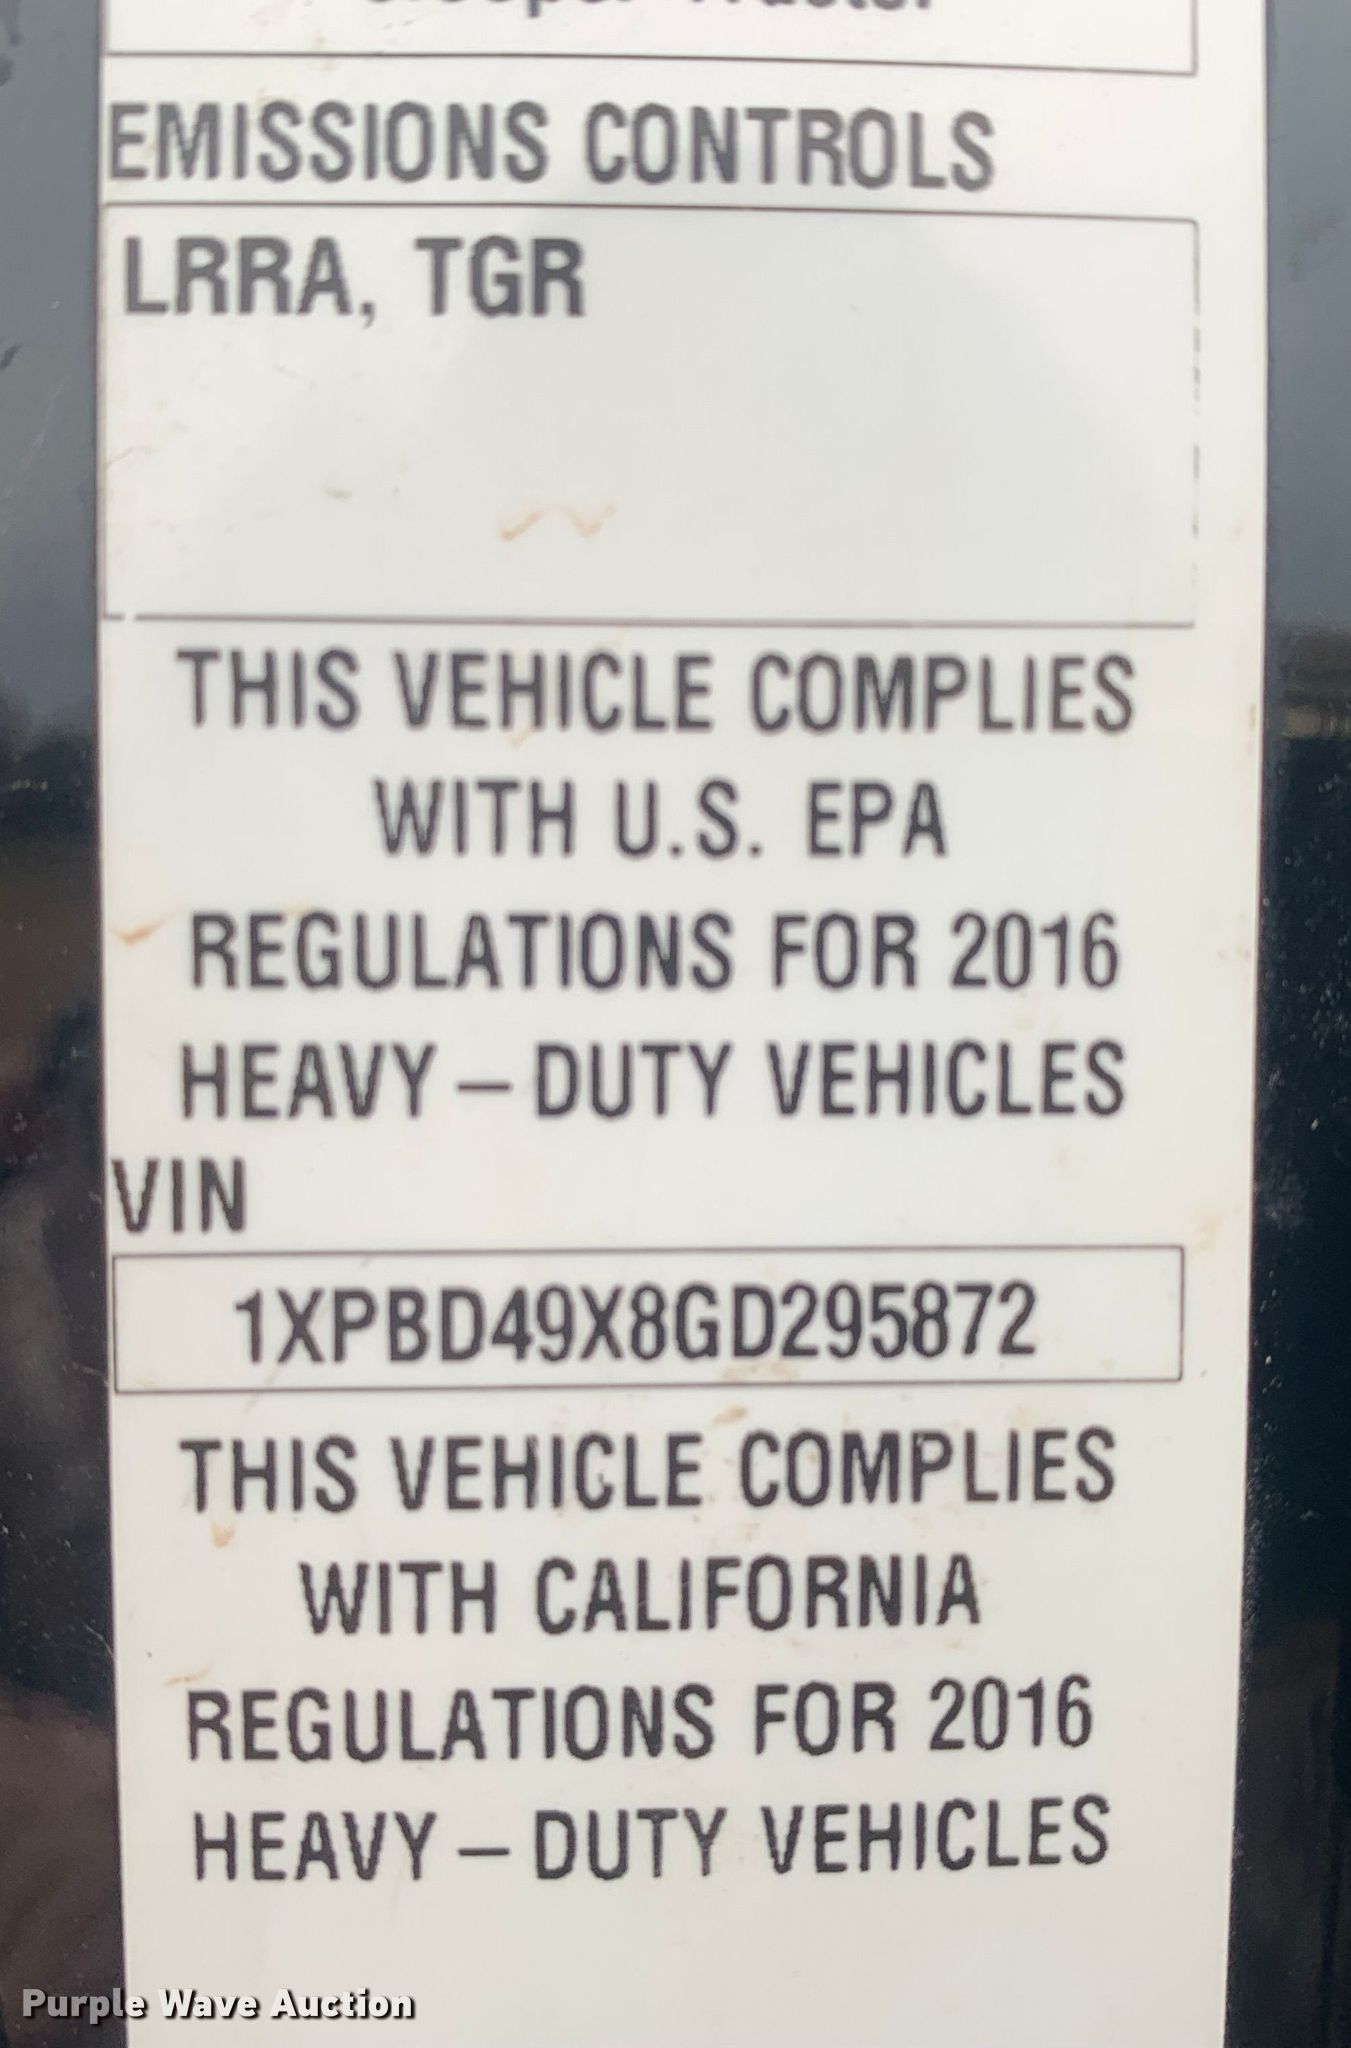 EMISSIONS CONTROLS
LRRA, TGR
THIS VEHICLE COMPLIES
WITH U.S. EPA
REGULATIONS FOR 2016
HEAVY – DUTY VEHICLES
VIN
1XPBD49X8GD295872
THIS VEHICLE COMPLIES
WITH CALIFORNIA
REGULATIONS FOR 2016
HEAVY – DUTY VEHICLES
Purple Wave Auction